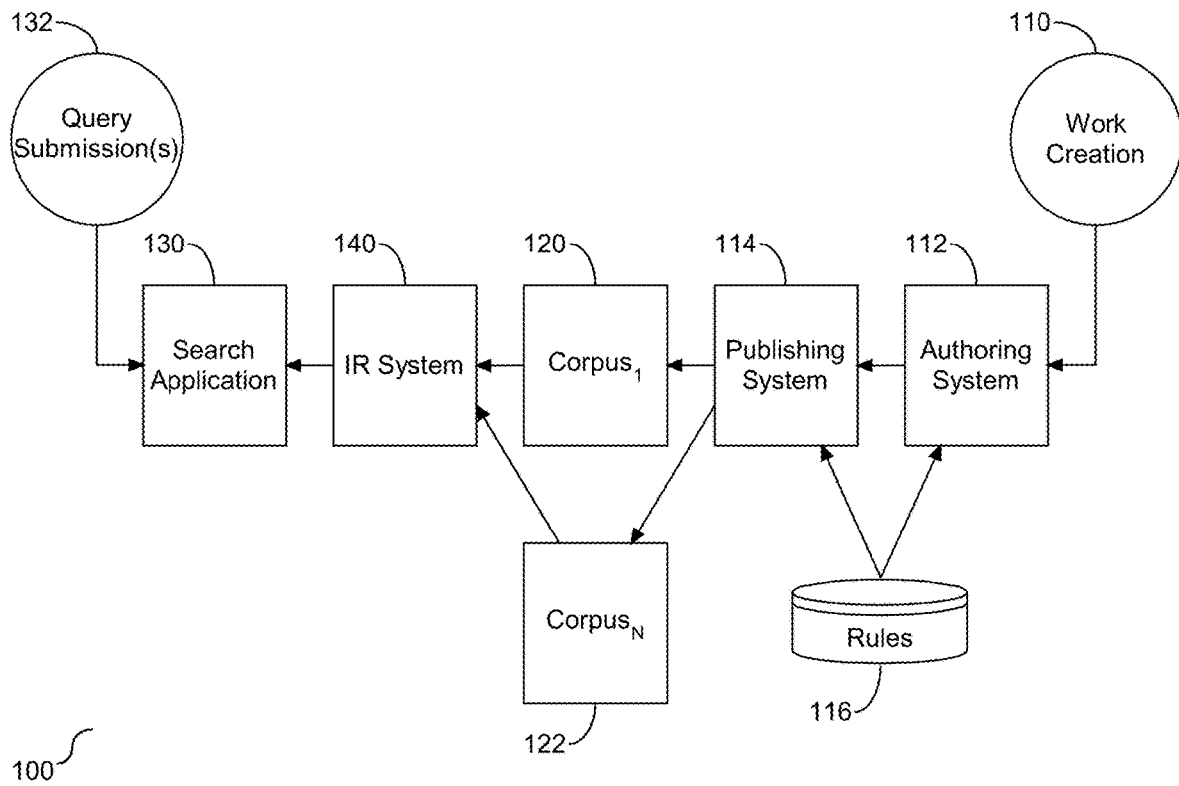 132
110
Query
Submission(s)
Work
Creation
130
140
120
114
112
Search
Application
IR System
Corpus1
Publishing
System
Authoring
System
CorpusN
Rules
116
122
100